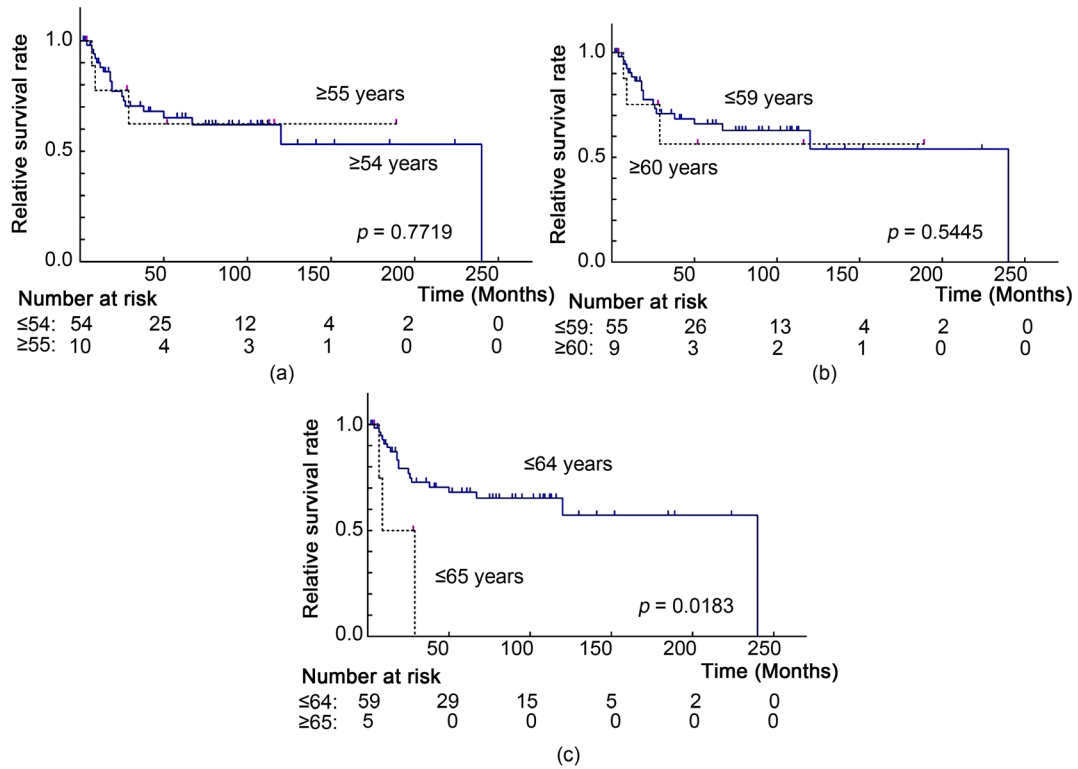 Relative survival rate
1.0
0.5
0.0
≥55 years
≥54 years
p = 0.7719
50 100 150 200 250
Time (Months)
Number at risk
≤54: 54 25 12 4 2 0
≥55: 10 4 3 1 0 0
(a)
Relative survival rate
1.0
0.5
0.0
≤59 years
≥60 years
p = 0.5445
50 100 150 200 250
Time (Months)
Number at risk
≤59: 55 26 13 4 2 0
≥60: 9 3 2 1 0 0
(b)
Relative survival rate
1.0
0.5
0.0
≤64 years
≤65 years
p = 0.0183
50 100 150 200 250
Time (Months)
Number at risk
≤64: 59 29 15 5 2 0
≥65: 5 0 0 0 0 0
(c)